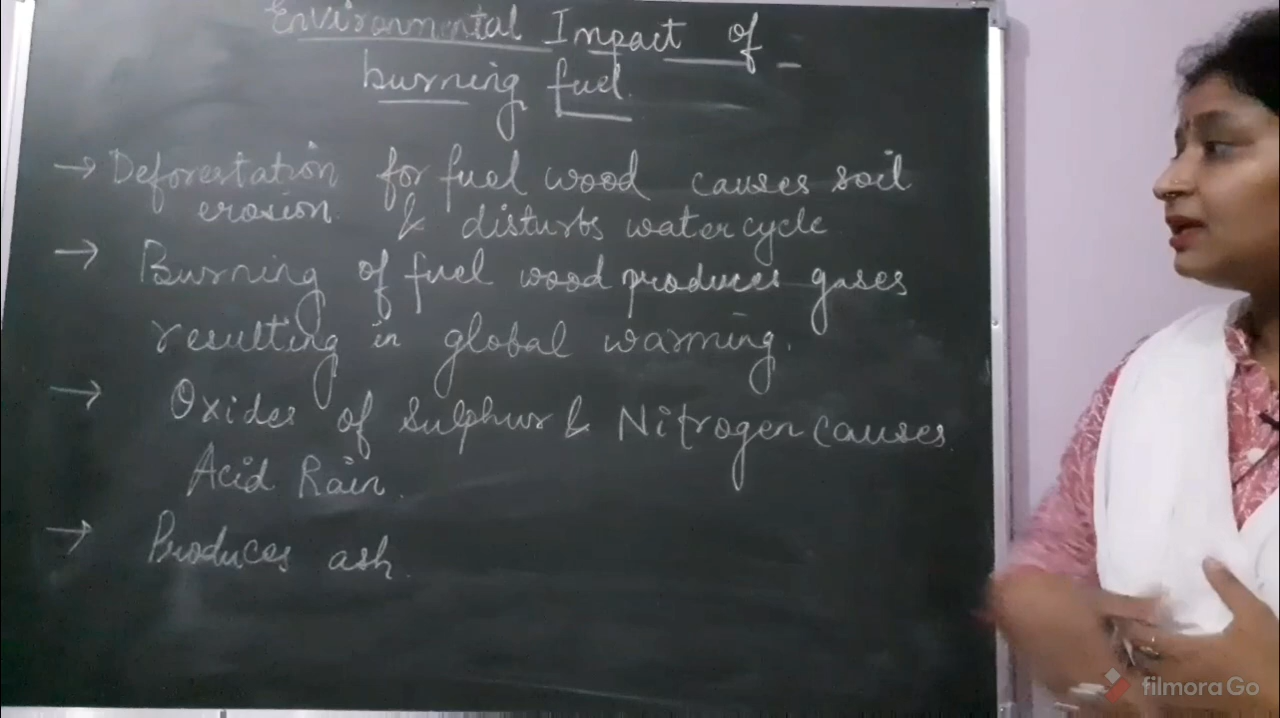 Environmental Impact of
burning fuel.
→ Deforestation for fuel wood causes soil
erosion. & disturbs water cycle
→ Burning of fuel wood produces gases
resulting in global warming.
→ Oxides of Sulphur & Nitrogen causes
Acid Rain.
→ Produces ash.
filmora Go